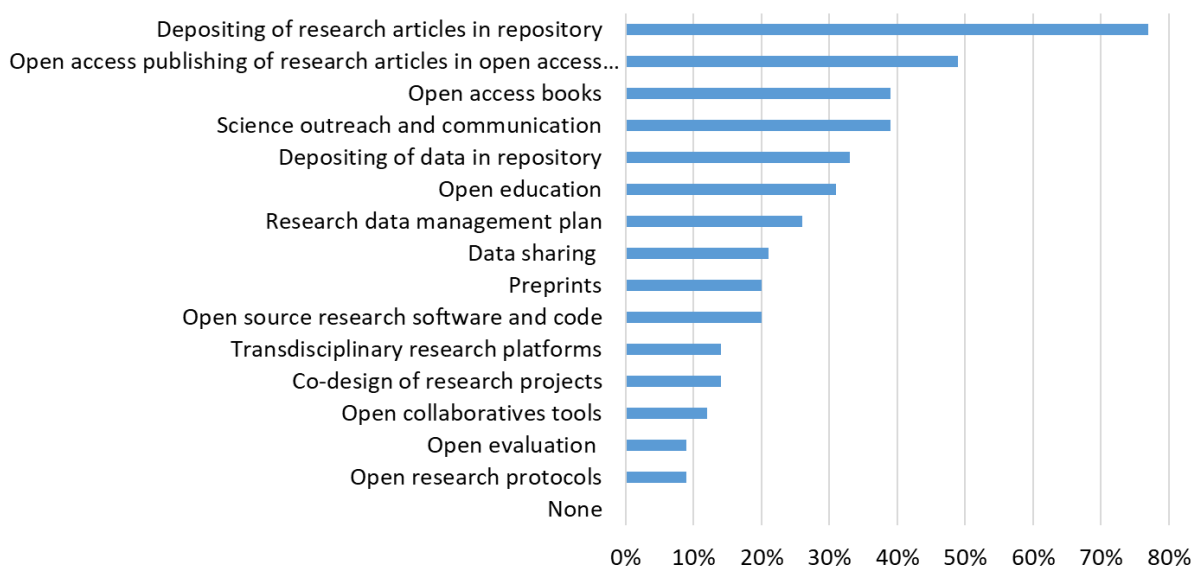 Depositing of research articles in repository
Open access publishing of research articles in open access...
Open access books
Science outreach and communication
Depositing of data in repository
Open education
Research data management plan
Data sharing
Preprints
Open source research software and code
Transdisciplinary research platforms
Co-design of research projects
Open collaboratives tools
Open evaluation
Open research protocols
None
0% 10% 20% 30% 40% 50% 60% 70% 80%